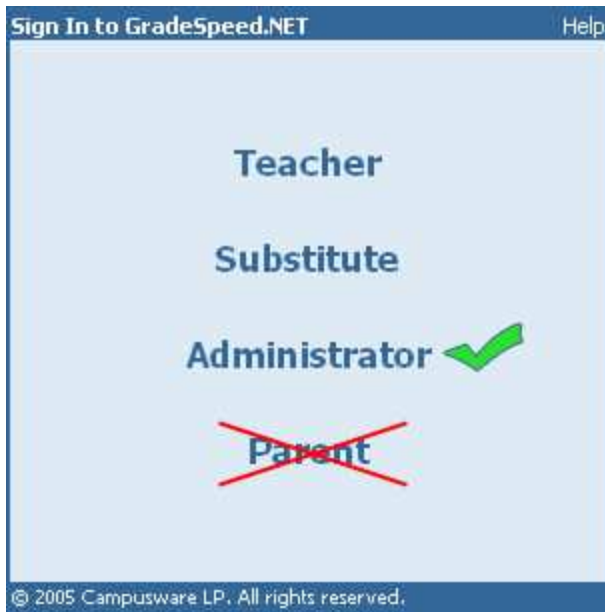 Sign In to GradeSpeed.NET Help
Teacher
Substitute
Administrator
Parent
© 2005 Campusware LP. All rights reserved.